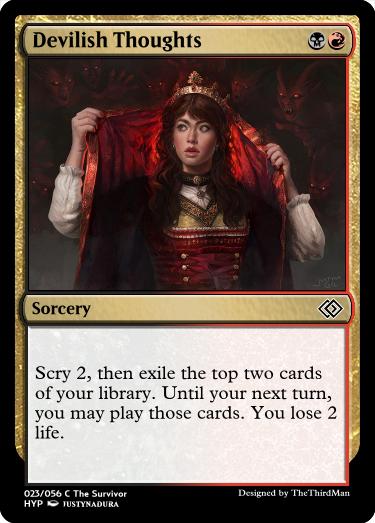 Devilish Thoughts
Sorcery
Scry 2, then exile the top two cards
of your library. Until your next turn,
you may play those cards. You lose 2
life.
023/056 C The Survivor
Designed by TheThirdMan
HYP JUSTYNADURA